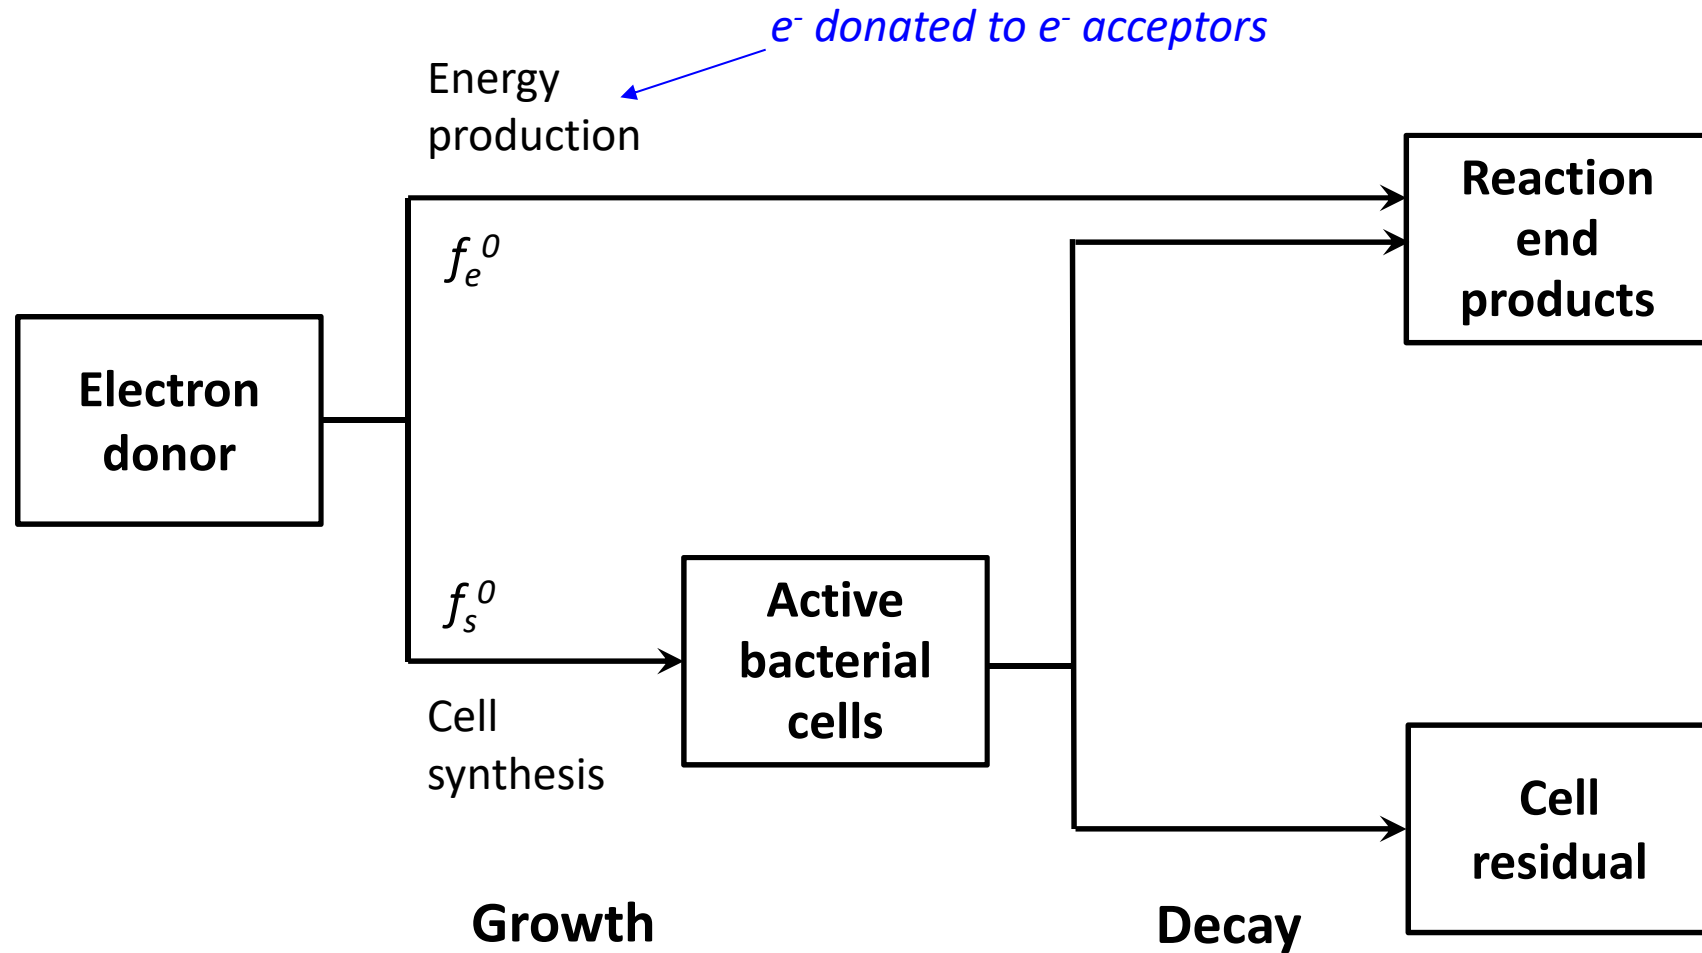 e⁻ donated to e⁻ acceptors
Energy
production
Reaction
end
products
fₑ⁰
Electron
donor
fₛ⁰
Active
bacterial
cells
Cell
synthesis
Cell
residual
Growth
Decay